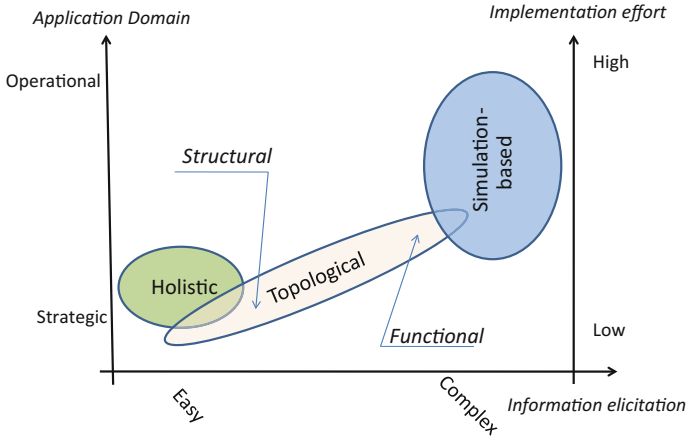 Application Domain
Implementation effort
Operational
High
Structural
Simulation-
based
Holistic
Topological
Strategic
Functional
Low
Easy
Complex
Information elicitation